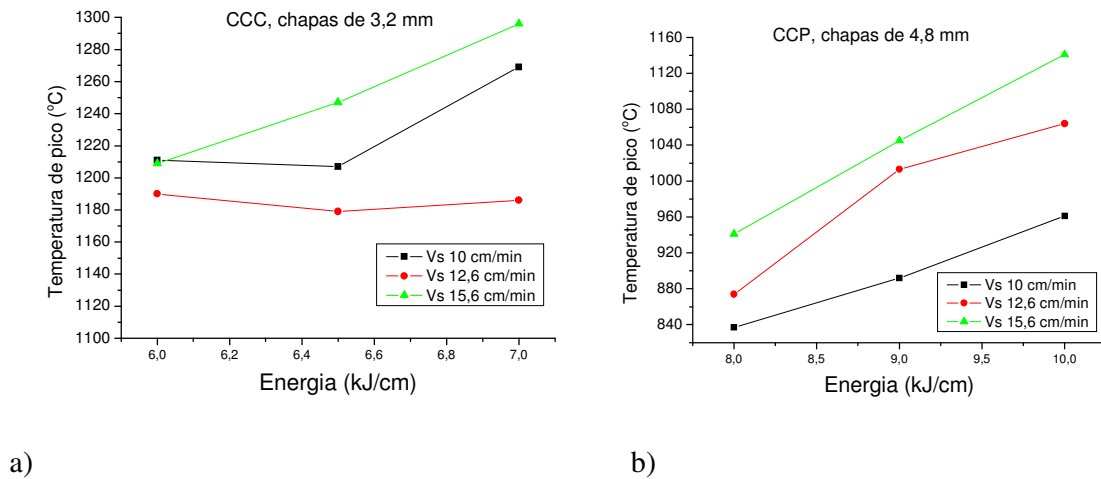 CCC, chapas de 3,2 mm
Temperatura de pico (°C)
1300
1280
1260
1240
1220
1200
1180
1160
1140
1120
1100
6,0
6,2
6,4
6,6
6,8
7,0
Energia (kJ/cm)
Vs 10 cm/min
Vs 12,6 cm/min
Vs 15,6 cm/min
a)
CCP, chapas de 4,8 mm
Temperatura de pico (°C)
1160
1120
1080
1040
1000
960
920
880
840
8,0
8,5
9,0
9,5
10,0
Energia (kJ/cm)
Vs 10 cm/min
Vs 12,6 cm/min
Vs 15,6 cm/min
b)